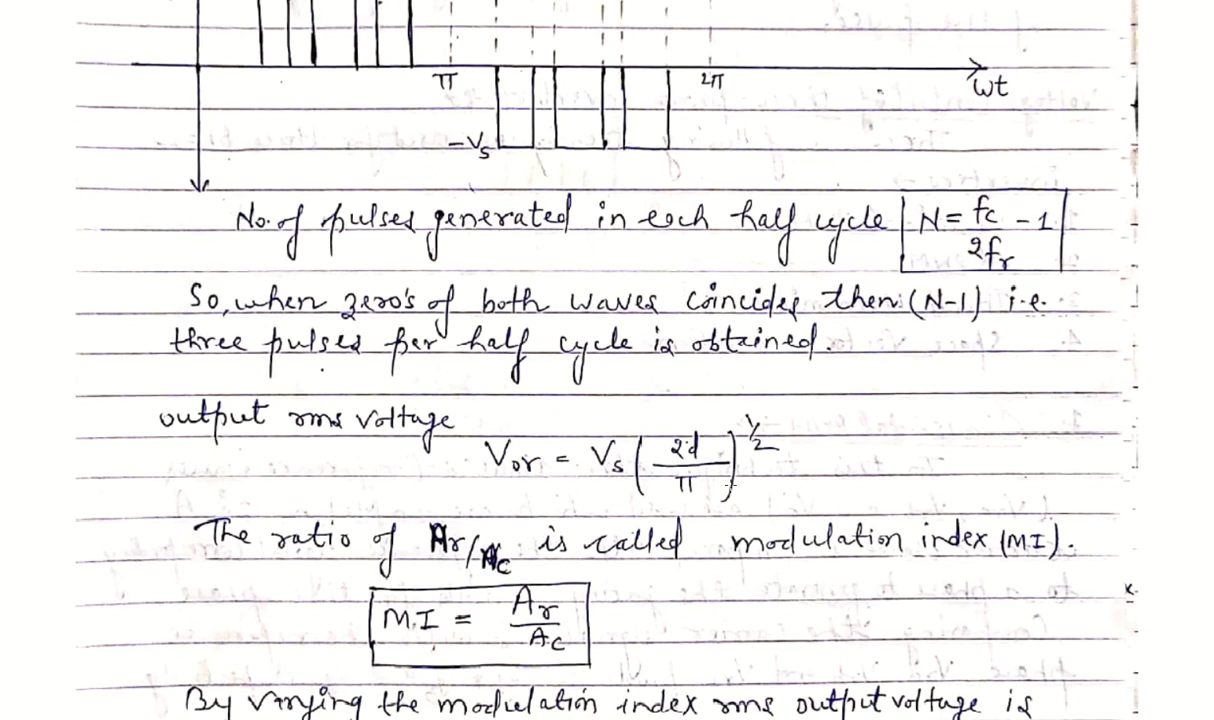 π 2π ωt
-Vs
No. of pulses generated in each half cycle N = fc/2fr - 1
So, when zero's of both waves coincides then (N-1) i.e.
three pulses per half cycle is obtained.
output rms voltage
Vor = Vs (2d/π)^1/2
The ratio of Ar/Ac is called modulation index (MI).
M.I = Ar/Ac
By varying the modulation index rms output voltage is